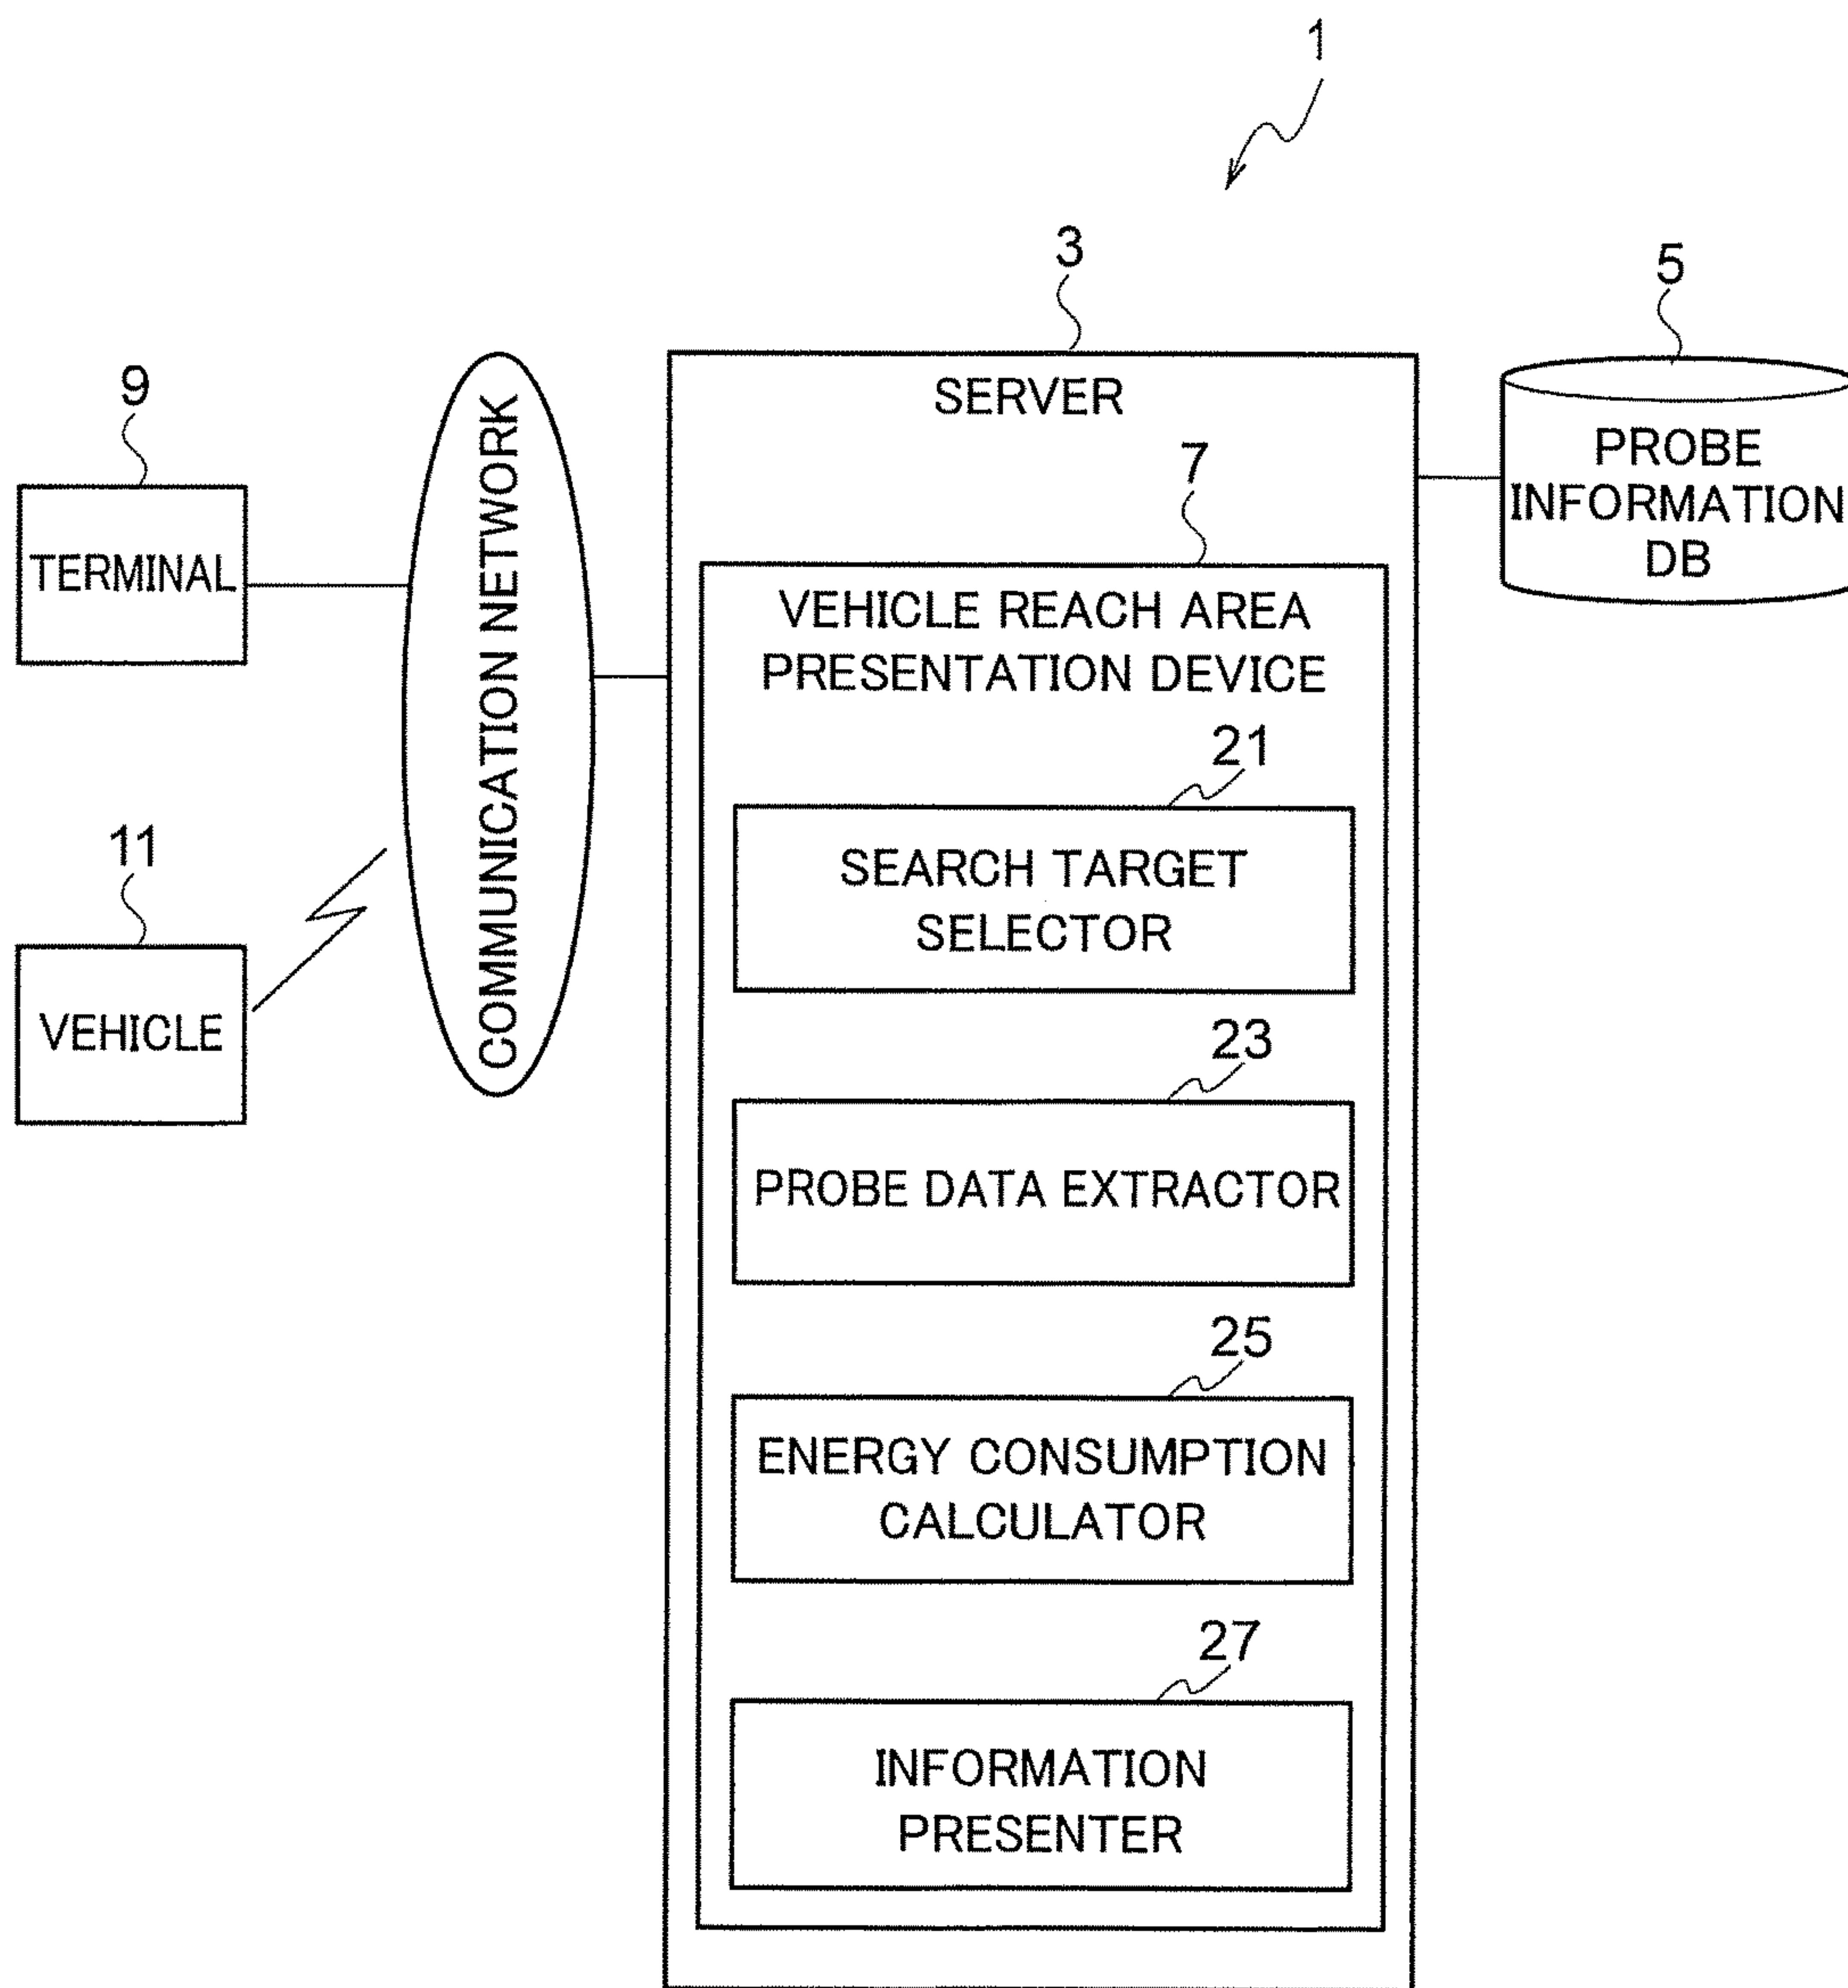 1
3
5
SERVER
9
COMMUNICATION NETWORK
7
PROBE
INFORMATION
DB
TERMINAL
VEHICLE REACH AREA
PRESENTATION DEVICE
21
11
SEARCH TARGET
SELECTOR
VEHICLE
23
PROBE DATA EXTRACTOR
25
ENERGY CONSUMPTION
CALCULATOR
27
INFORMATION
PRESENTER